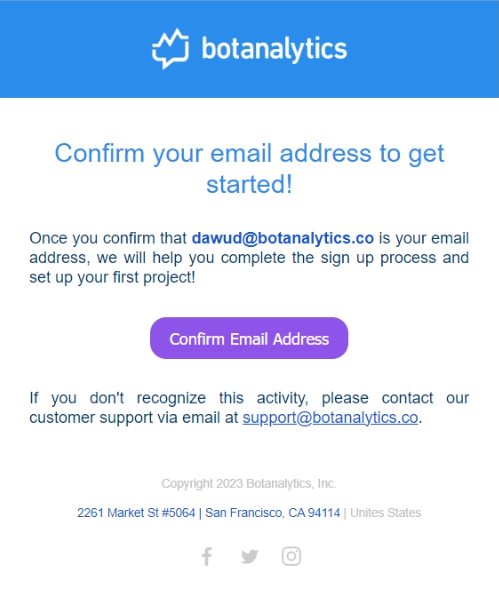 botanalytics
Confirm your email address to get
started!
Once you confirm that dawud@botanalytics.co is your email
address, we will help you complete the sign up process and
set up your first project!
Confirm Email Address
If you don't recognize this activity, please contact our
customer support via email at support@botanalytics.co.
Copyright 2023 Botanalytics, Inc.
2261 Market St #5064 | San Francisco, CA 94114 | Unites States